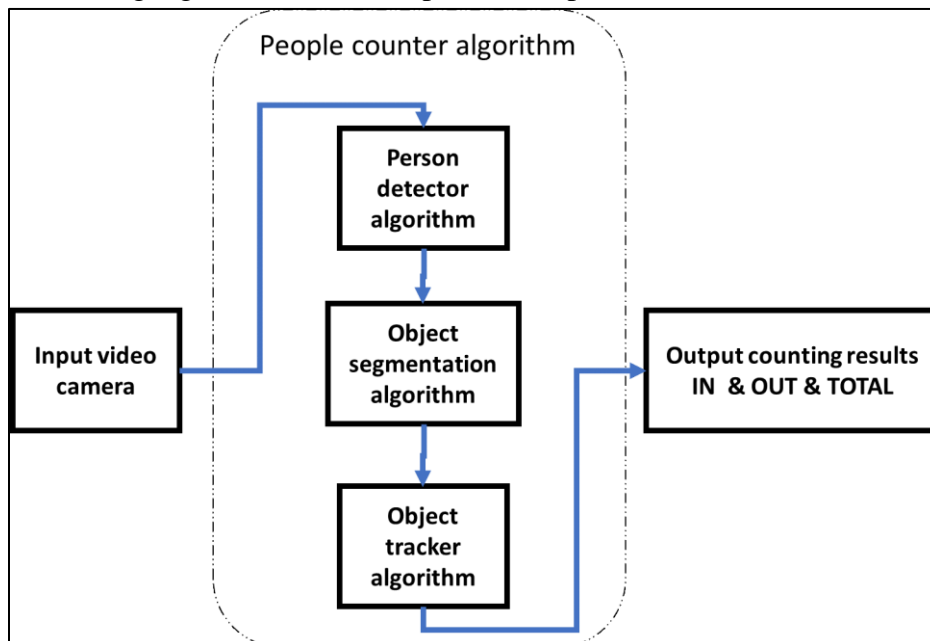 People counter algorithm
Person
detector
algorithm
Input video
camera
Object
segmentation
algorithm
Output counting results
IN & OUT & TOTAL
Object
tracker
algorithm